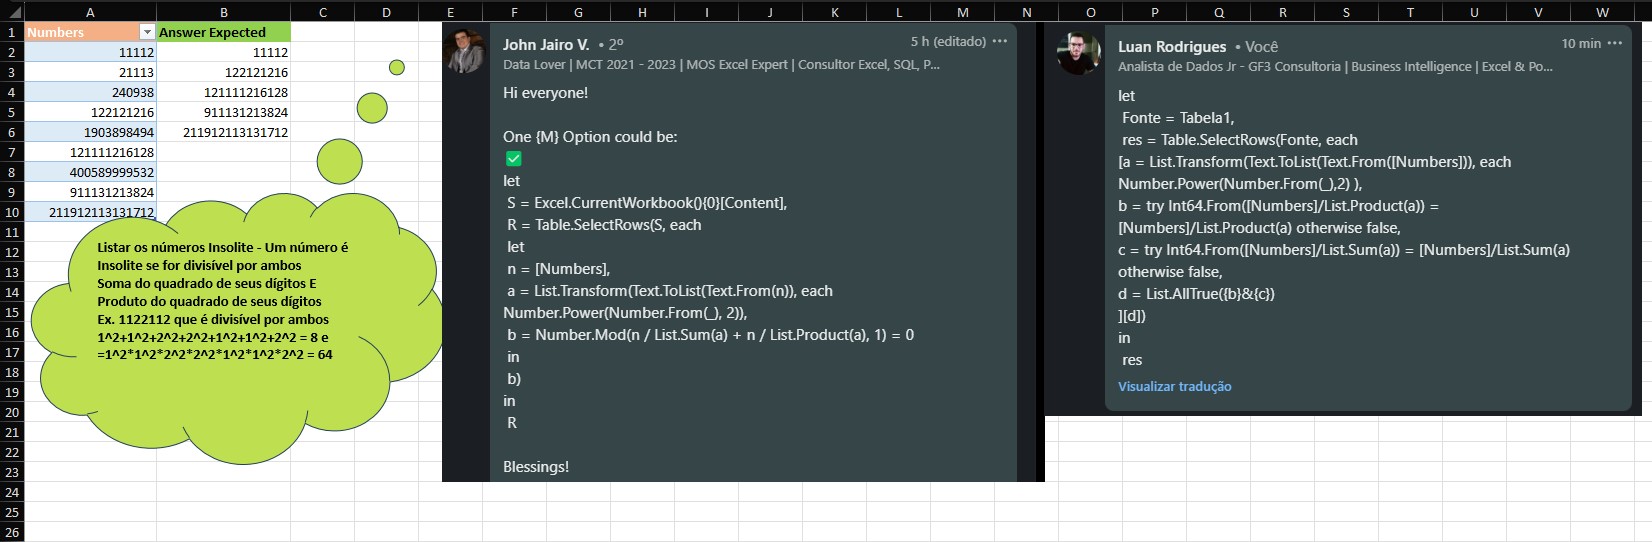 A B C D E F G H I J K L M N O P Q R S T U V W
1 Numbers Answer Expected
2 11112 11112
3 21113 122121216
4 240938 121111216128
5 122121216 911131213824
6 1903898494 211912113131712
7 121111216128
8 400589999532
9 911131213824
10 211912113131712
11
12
13
14
15
16
17
18
19
20
21
22
23
24
25
26
Listar os números Insolite - Um número é
Insolite se for divisível por ambos
Soma do quadrado de seus dígitos E
Produto do quadrado de seus dígitos
Ex. 1122112 que é divisível por ambos
1^2+1^2+2^2+2^2+1^2+1^2+2^2 = 8 e
=1^2*1^2*2^2*2^2*1^2*1^2*2^2 = 64
John Jairo V. • 2º 5 h (editado) •••
Data Lover | MCT 2021 - 2023 | MOS Excel Expert | Consultor Excel, SQL, P...
Hi everyone!
One {M} Option could be:
✅
let
S = Excel.CurrentWorkbook(){0}[Content],
R = Table.SelectRows(S, each
let
n = [Numbers],
a = List.Transform(Text.ToList(Text.From(n)), each
Number.Power(Number.From(_), 2)),
b = Number.Mod(n / List.Sum(a) + n / List.Product(a), 1) = 0
in
b)
in
R
Blessings!
Luan Rodrigues • Você 10 min •••
Analista de Dados Jr - GF3 Consultoria | Business Intelligence | Excel & Po...
let
Fonte = Tabela1,
res = Table.SelectRows(Fonte, each
[a = List.Transform(Text.ToList(Text.From([Numbers])), each
Number.Power(Number.From(_),2) ),
b = try Int64.From([Numbers]/List.Product(a)) =
[Numbers]/List.Product(a) otherwise false,
c = try Int64.From([Numbers]/List.Sum(a)) = [Numbers]/List.Sum(a)
otherwise false,
d = List.AllTrue({b}&{c})
][d])
in
res
Visualizar tradução